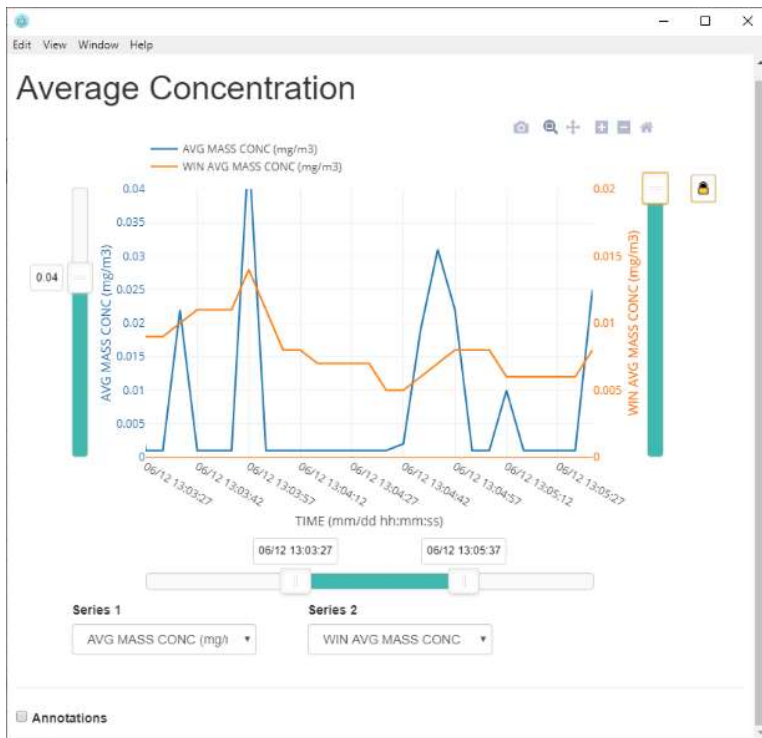 Edit View Window Help
Average Concentration
AVG MASS CONC (mg/m3)
WIN AVG MASS CONC (mg/m3)
0.04
0.035
0.03
0.025
0.02
0.015
0.01
0.005
0
AVG MASS CONC (mg/m3)
0.04
0.02
0.015
0.01
0.005
0
WIN AVG MASS CONC (mg/m3)
06/12 13:03:27
06/12 13:03:42
06/12 13:03:57
06/12 13:04:12
06/12 13:04:27
06/12 13:04:42
06/12 13:04:57
06/12 13:05:12
06/12 13:05:27
TIME (mm/dd hh:mm:ss)
06/12 13:03:27 06/12 13:05:37
Series 1 Series 2
AVG MASS CONC (mg/ WIN AVG MASS CONC
Annotations